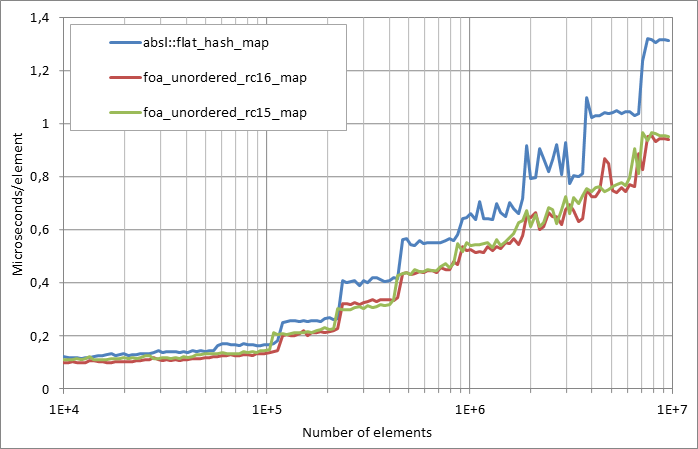 1,4
1,2
1
0,8
0,6
0,4
0,2
0
Microseconds/element
absl::flat_hash_map
foa_unordered_rc16_map
foa_unordered_rc15_map
1E+4
1E+5
1E+6
1E+7
Number of elements